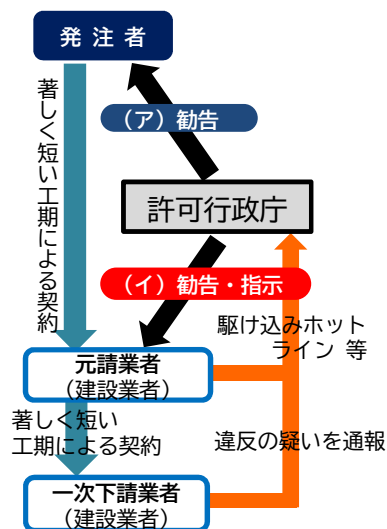 発注者
著しく短い工期による契約
（ア）勧告
許可行政庁
（イ）勧告・指示
駆け込みホット
ライン 等
元請業者
（建設業者）
著しく短い
工期による契約
違反の疑いを通報
一次下請業者
（建設業者）